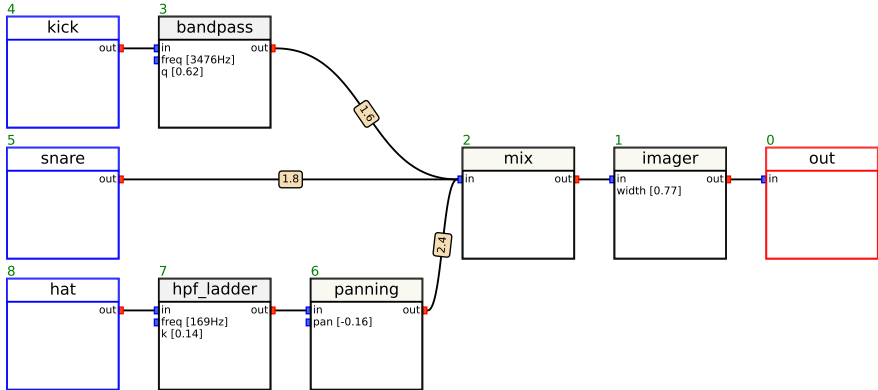 4
kick
out
3
bandpass
in
out
freq [3476Hz]
q [0.62]
1.6
5
snare
out
1.8
2
mix
in
out
1
imager
in
out
width [0.77]
0
out
in
8
hat
out
7
hpf_ladder
in
out
freq [169Hz]
k [0.14]
6
panning
in
out
pan [-0.16]
2.4